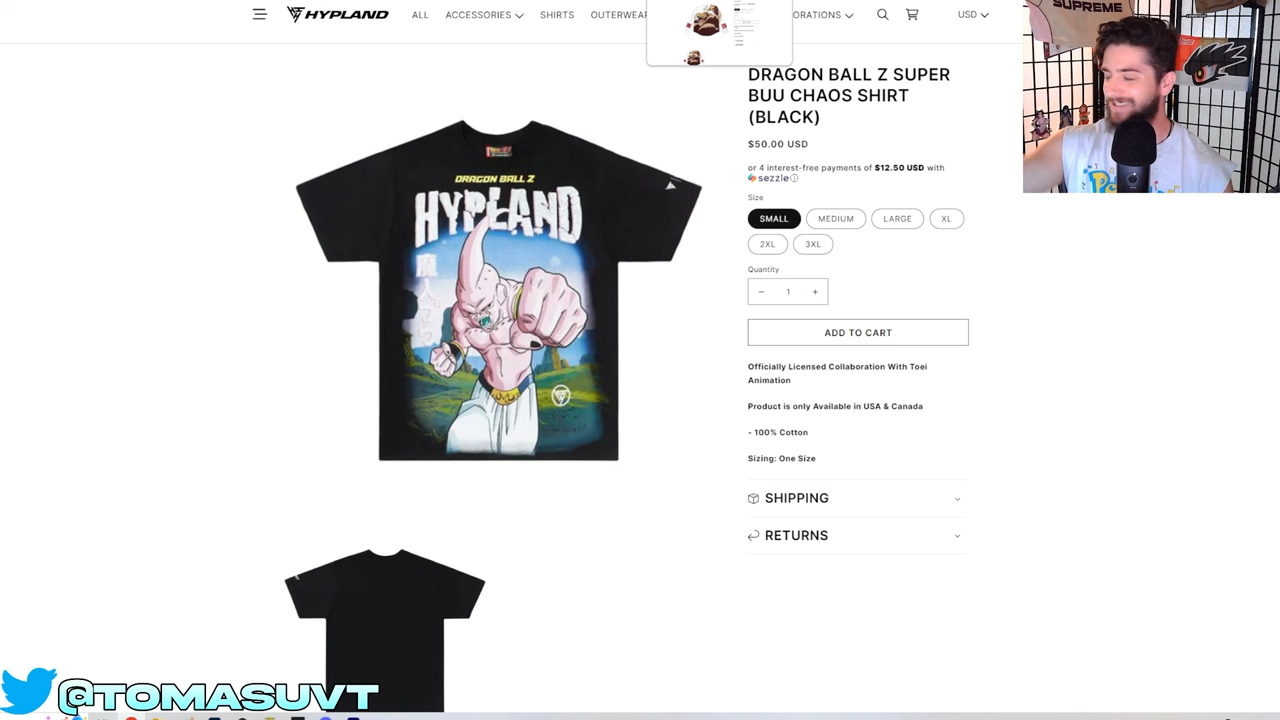 HYPLAND
ALL
ACCESSORIES
SHIRTS
OUTERWEAR
ORATIONS
USD
SUPREME
DRAGON BALL Z SUPER
BUU CHAOS SHIRT
(BLACK)
$50.00 USD
or 4 interest-free payments of $12.50 USD with
sezzle
Size
SMALL
MEDIUM
LARGE
XL
2XL
3XL
Quantity
1
ADD TO CART
Officially Licensed Collaboration With Toei
Animation
Product is only Available in USA & Canada
- 100% Cotton
Sizing: One Size
SHIPPING
RETURNS
DRAGON BALL Z
HYPLAND
@TOMASUVT